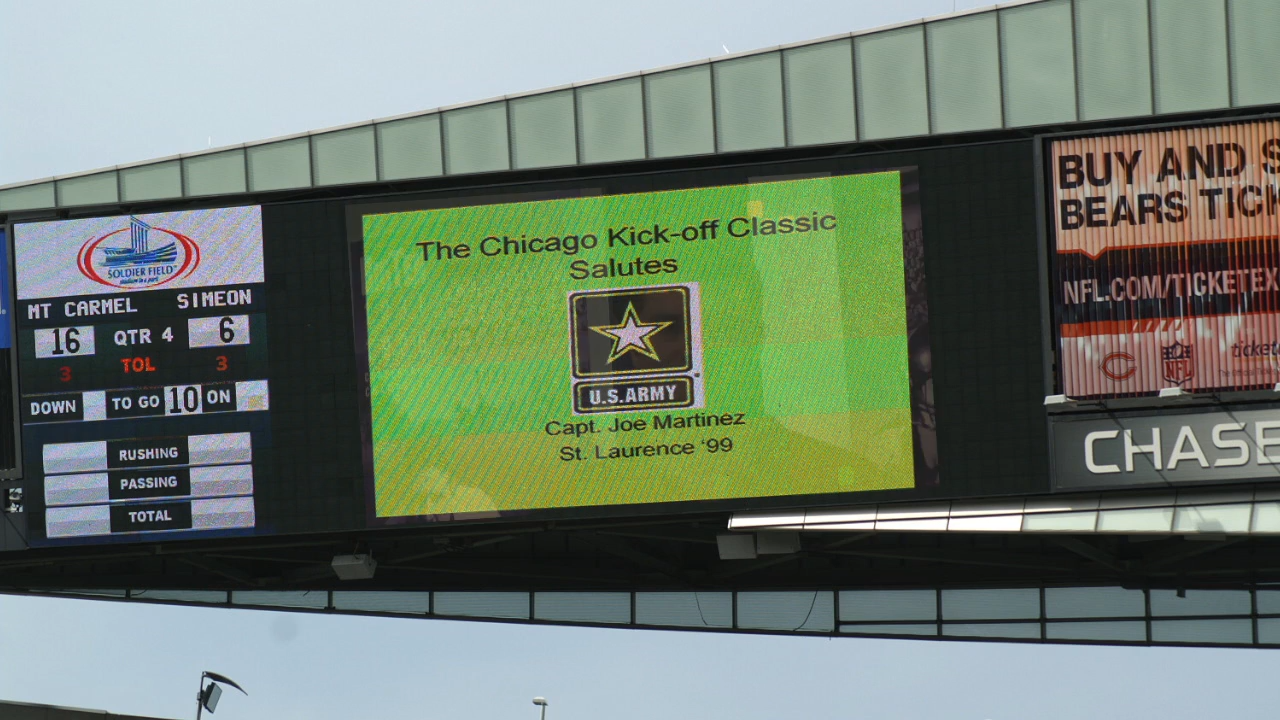 SOLDIER FIELD
MT CARMEL SIMEON
16 QTR 4 6
3 TOL 3
DOWN TO GO 10 ON
RUSHING
PASSING
TOTAL
The Chicago Kick-off Classic
Salutes
U.S.ARMY
Capt. Joe Martinez
St. Laurence ‘99
BUY AND
BEARS
NFL.COM/
C NFL
CHASE